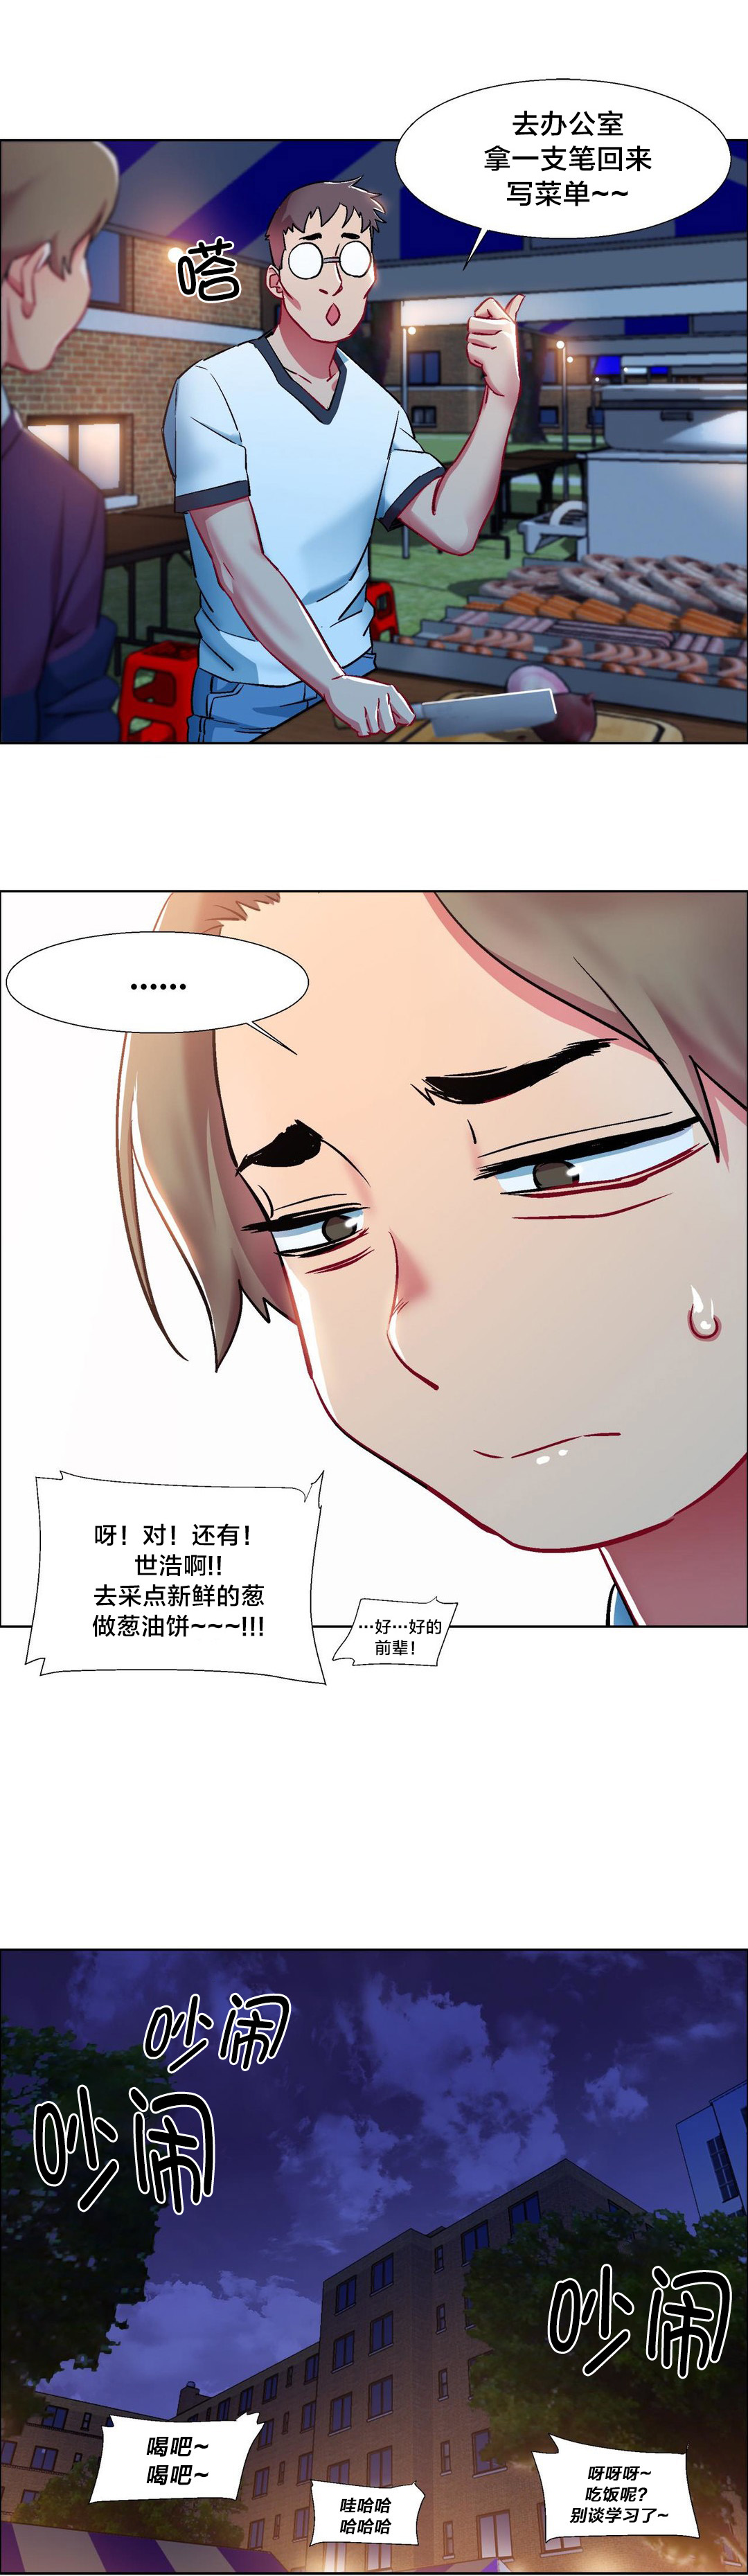 去办公室
拿一支笔回来
写菜单~~
嗒
······
呀！对！还有！
世浩啊!!
去采点新鲜的葱
做葱油饼~~~!!!
···好···好的
前辈！
吵闹
吵闹
吵闹
喝吧~
喝吧~
哇哈哈
哈哈哈
呀呀呀~
吃饭呢？
别谈学习了~